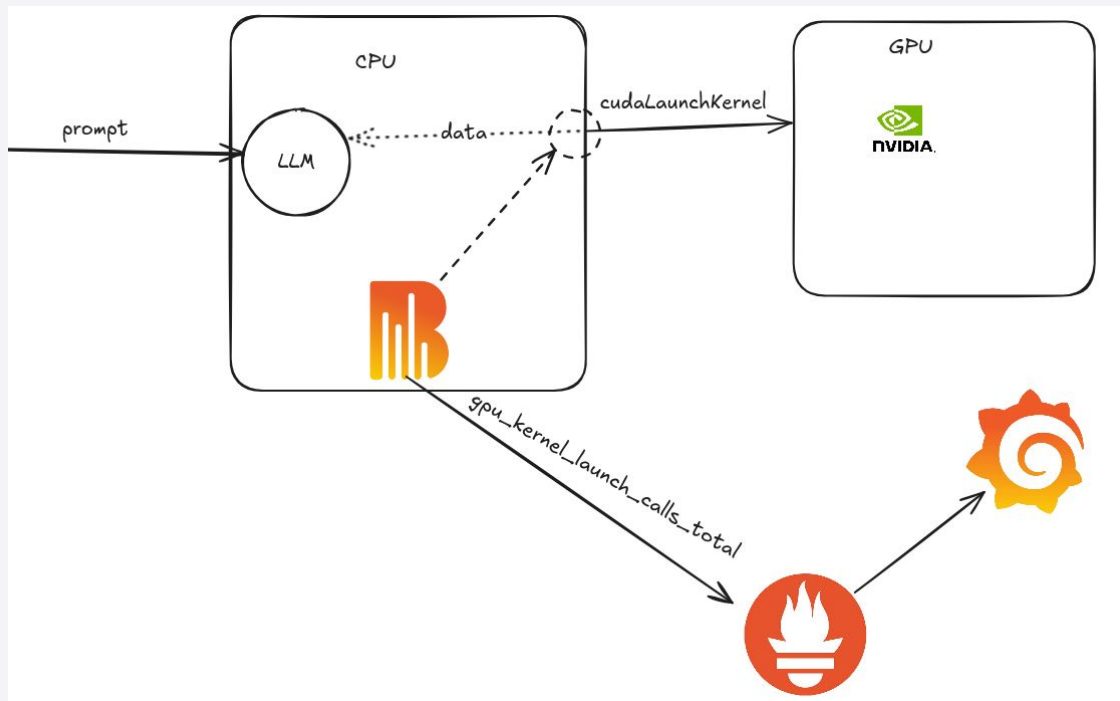 CPU
GPU
prompt
LLM
data
cudaLaunchKernel
NVIDIA.
gpu_kernel_launch_calls_total